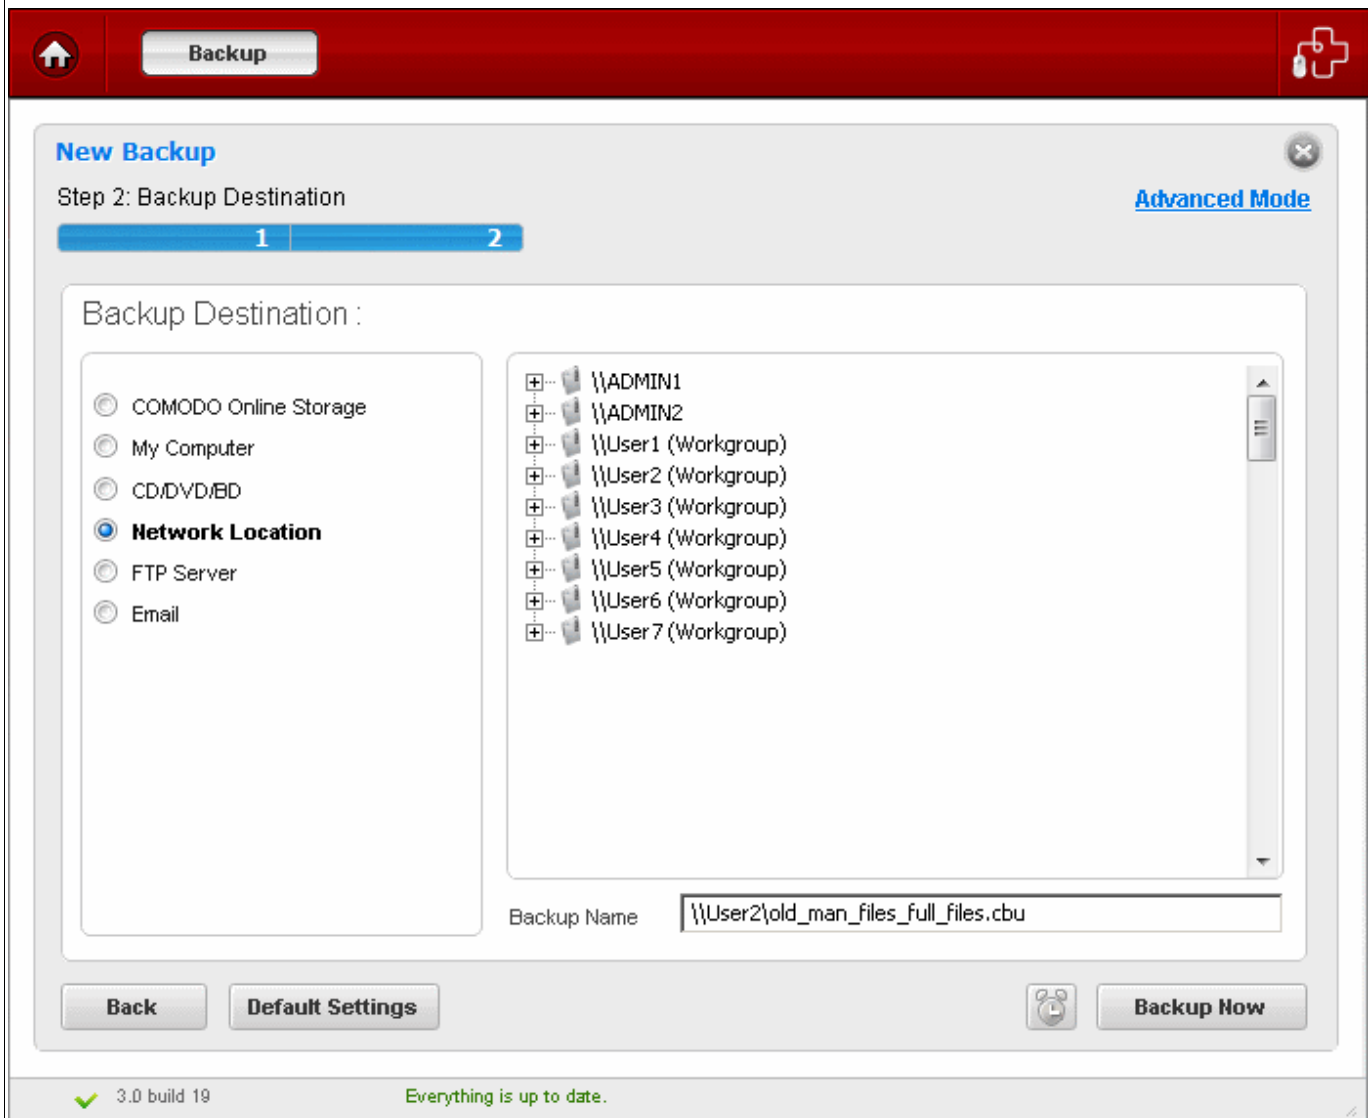 Backup
New Backup
Step 2: Backup Destination
Advanced Mode
1 2
Backup Destination :
COMODO Online Storage
My Computer
CD/DVD/BD
Network Location
FTP Server
Email
\\ADMIN1
\\ADMIN2
\\User1 (Workgroup)
\\User2 (Workgroup)
\\User3 (Workgroup)
\\User4 (Workgroup)
\\User5 (Workgroup)
\\User6 (Workgroup)
\\User7 (Workgroup)
Backup Name \\User2\old_man_files_full_files.cbu
Back Default Settings Backup Now
3.0 build 19 Everything is up to date.